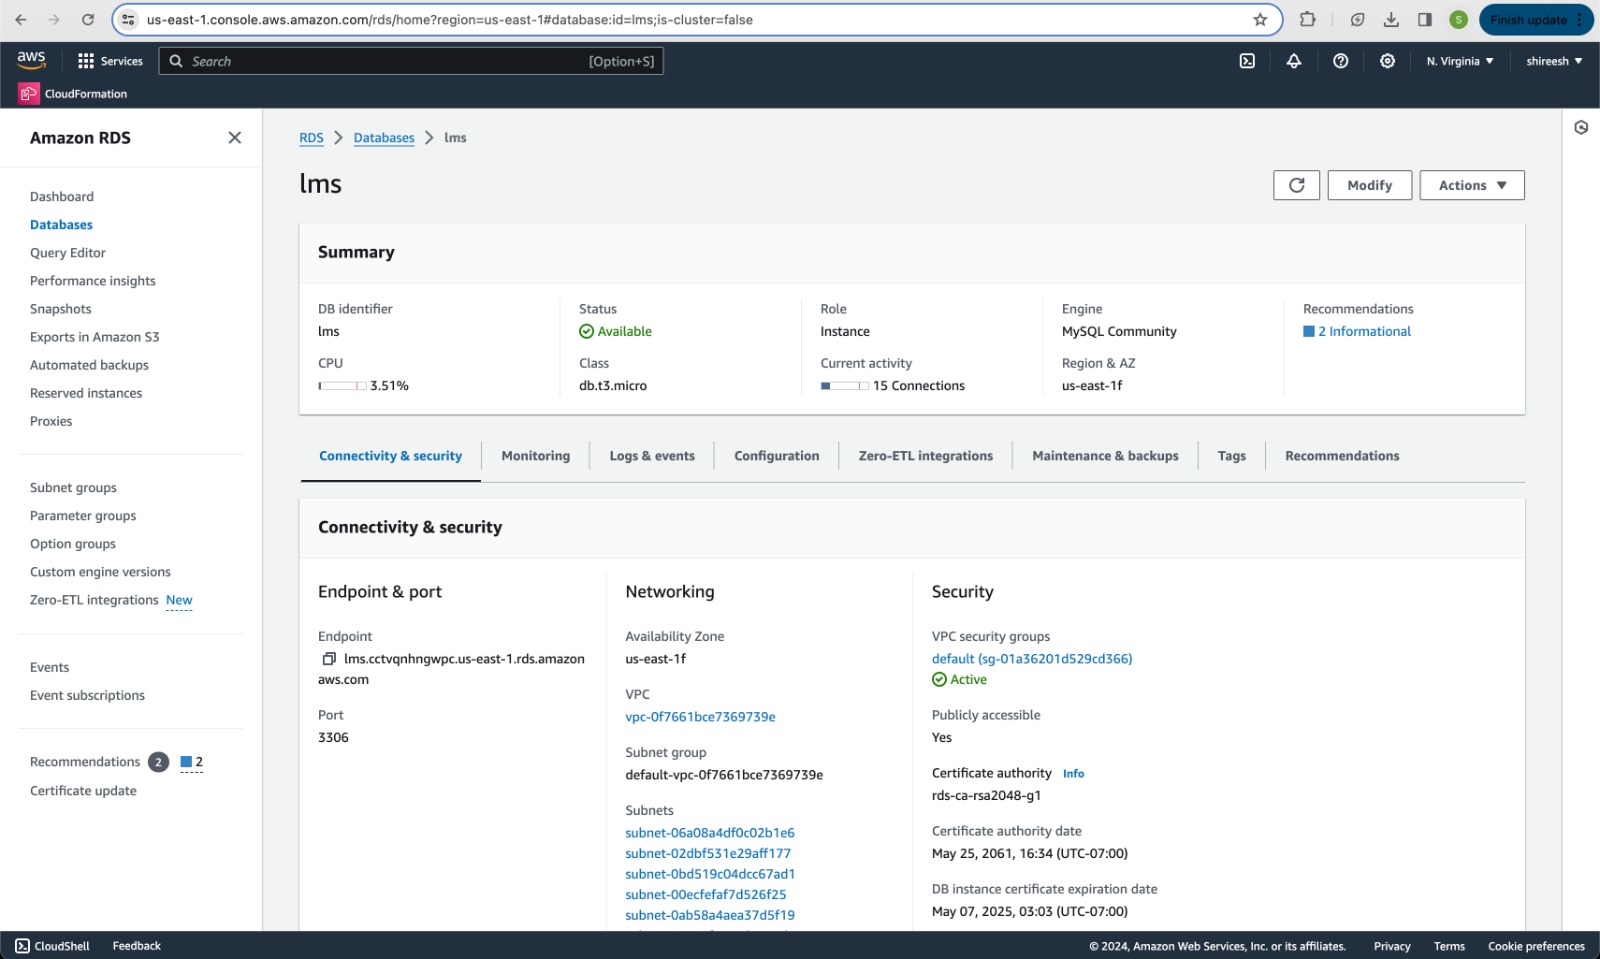 us-east-1.console.aws.amazon.com/rds/home?region=us-east-1#database:id=lms;is-cluster=false
S
Finish update
aws
Services
Search
[Option+S]
N. Virginia
shireesh
CloudFormation
Amazon RDS
Dashboard
Databases
Query Editor
Performance insights
Snapshots
Exports in Amazon S3
Automated backups
Reserved instances
Proxies
Subnet groups
Parameter groups
Option groups
Custom engine versions
Zero-ETL integrations New
Events
Event subscriptions
Recommendations 2 2
Certificate update
RDS > Databases > lms
lms
Modify
Actions
Summary
DB identifier
lms
Status
Available
Role
Instance
Engine
MySQL Community
Recommendations
2 Informational
CPU
3.51%
Class
db.t3.micro
Current activity
15 Connections
Region & AZ
us-east-1f
Connectivity & security
Monitoring
Logs & events
Configuration
Zero-ETL integrations
Maintenance & backups
Tags
Recommendations
Connectivity & security
Endpoint & port
Endpoint
lms.cctvqnhngwpc.us-east-1.rds.amazon
aws.com
Port
3306
Networking
Availability Zone
us-east-1f
VPC
vpc-0f7661bce7369739e
Subnet group
default-vpc-0f7661bce7369739e
Subnets
subnet-06a08a4df0c02b1e6
subnet-02dbf531e29aff177
subnet-0bd519c04dcc67ad1
subnet-00ecfefaf7d526f25
subnet-0ab58a4aea37d5f19
Security
VPC security groups
default (sg-01a36201d529cd366)
Active
Publicly accessible
Yes
Certificate authority Info
rds-ca-rsa2048-g1
Certificate authority date
May 25, 2061, 16:34 (UTC-07:00)
DB instance certificate expiration date
May 07, 2025, 03:03 (UTC-07:00)
CloudShell
Feedback
© 2024, Amazon Web Services, Inc. or its affiliates.
Privacy
Terms
Cookie preferences